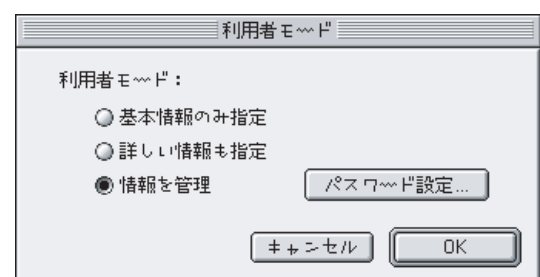 利用者モード
利用者モード：
基本情報のみ指定
詳しい情報も指定
情報を管理
パスワード設定...
キャンセル
OK